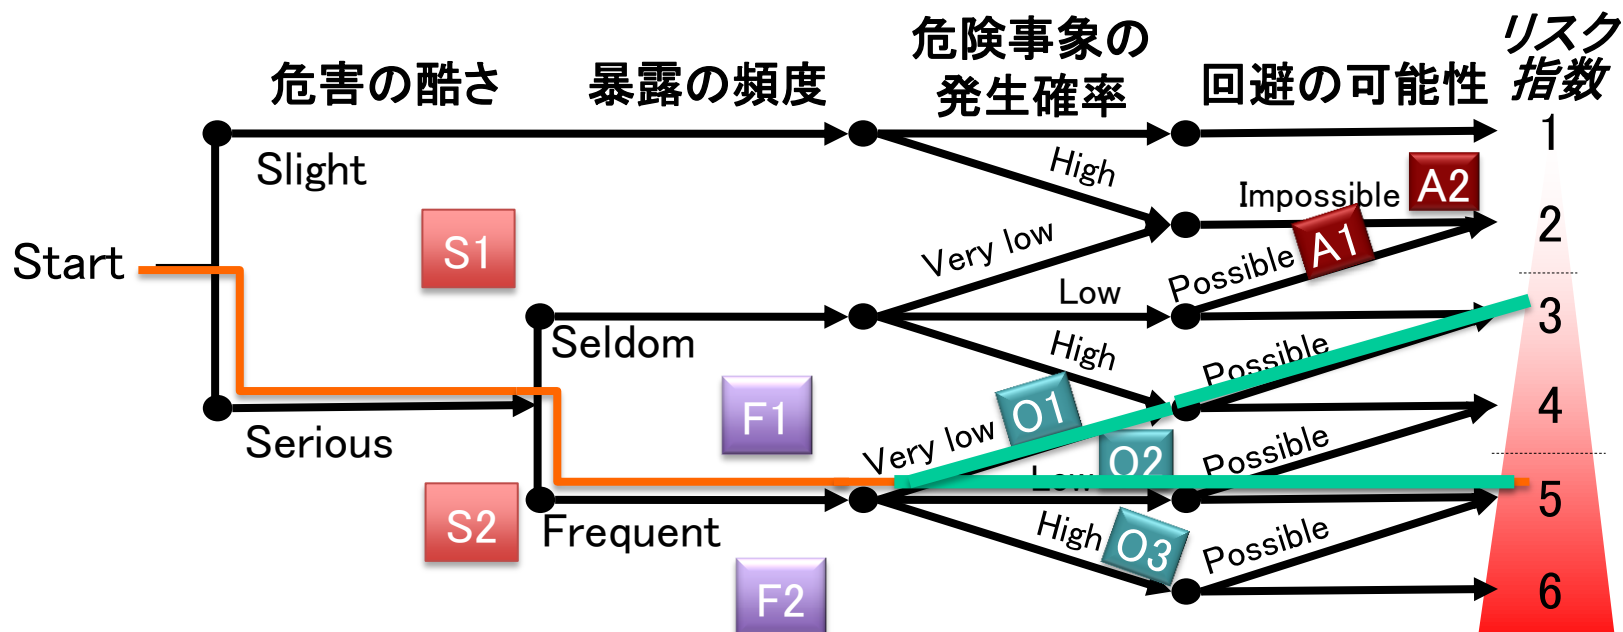 危害の酷さ
暴露の頻度
危険事象の
発生確率
回避の可能性
リスク
指数
Start
Slight
S1
Serious
S2
Seldom
F1
Frequent
F2
High
Very low
Low
High
Very low
O1
Low
O2
High
O3
Impossible
A2
Possible
A1
Possible
Possible
Possible
1
2
3
4
5
6